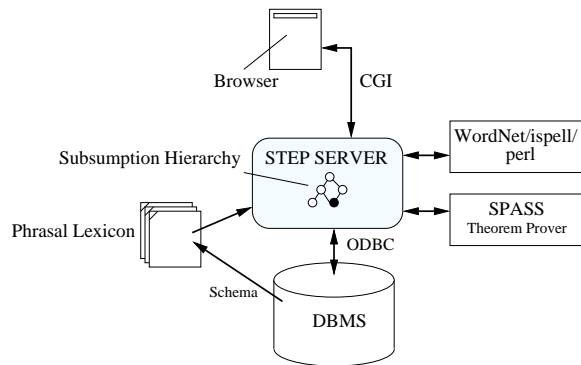 Browser
CGI
WordNet/ispell/
perl
Subsumption Hierarchy
STEP SERVER
SPASS
Theorem Prover
Phrasal Lexicon
ODBC
Schema
DBMS